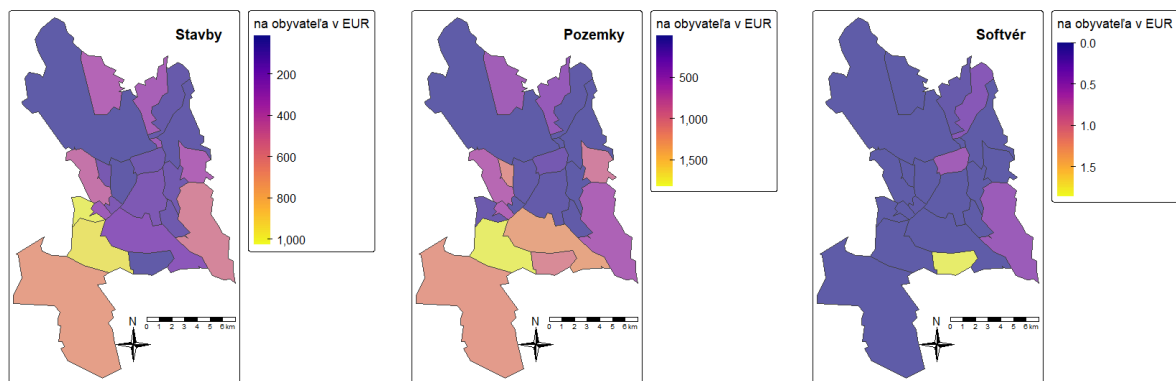 Stavby
na obyvateľa v EUR
200
400
600
800
1,000
N
0 1 2 3 4 5 6 km
Pozemky
na obyvateľa v EUR
500
1,000
1,500
N
0 1 2 3 4 5 6 km
Softvér
na obyvateľa v EUR
0.0
0.5
1.0
1.5
N
0 1 2 3 4 5 6 km